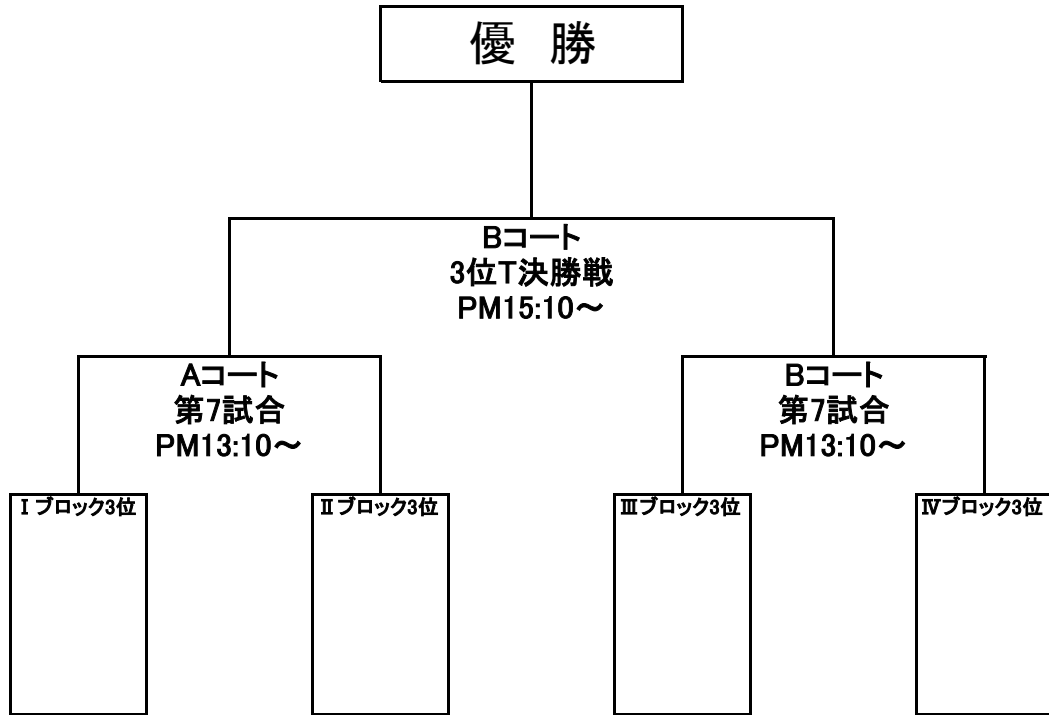 優　勝
Bコート
3位T決勝戦
PM15:10～
Aコート
第7試合
PM13:10～
Bコート
第7試合
PM13:10～
Ⅰブロック3位
Ⅱブロック3位
Ⅲブロック3位
Ⅳブロック3位